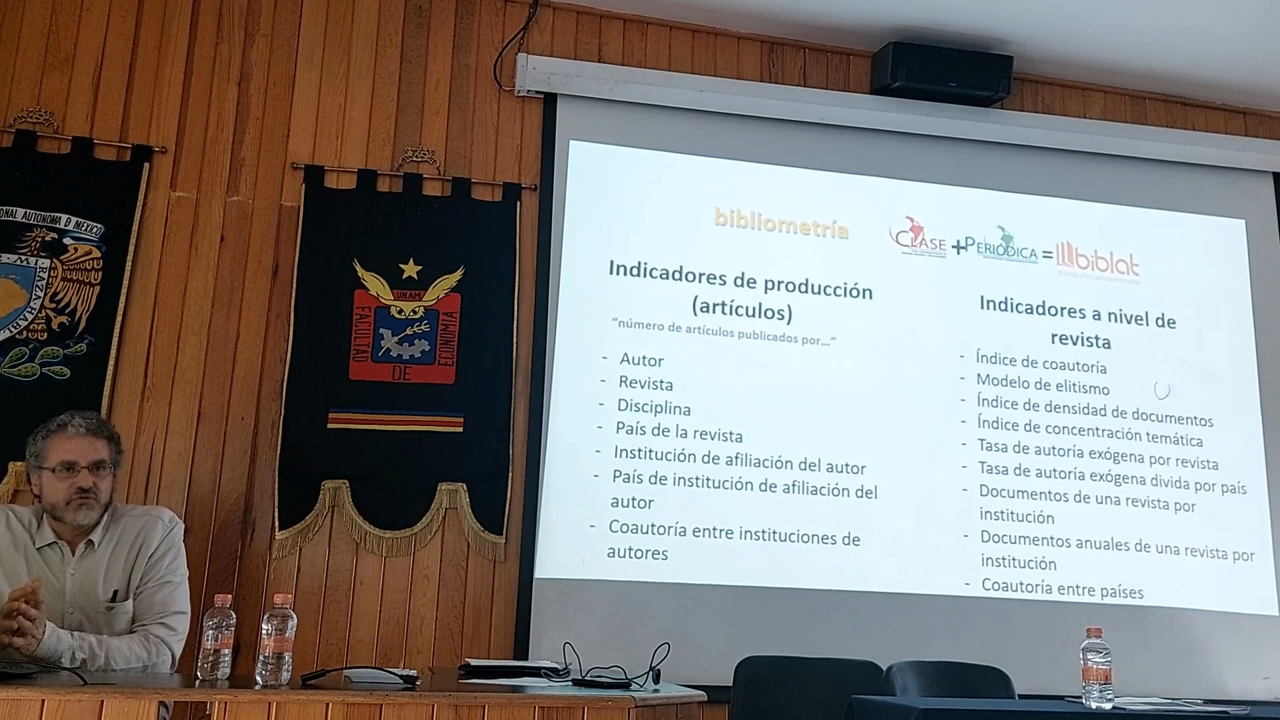 ONAL AUTONOMA D MEXICO
RAZA HABL
UNAM
FACULTAD
DE
ECONOMIA
bibliometría
CLASE + PERIÓDICA = biblat
Indicadores de producción
(artículos)
"número de artículos publicados por..."
- Autor
- Revista
- Disciplina
- País de la revista
- Institución de afiliación del autor
- País de institución de afiliación del
autor
- Coautoría entre instituciones de
autores
Indicadores a nivel de
revista
- Índice de coautoría
- Modelo de elitismo
- Índice de densidad de documentos
- Índice de concentración temática
- Tasa de autoría exógena por revista
- Tasa de autoría exógena divida por país
- Documentos de una revista por
institución
- Documentos anuales de una revista por
institución
- Coautoría entre países